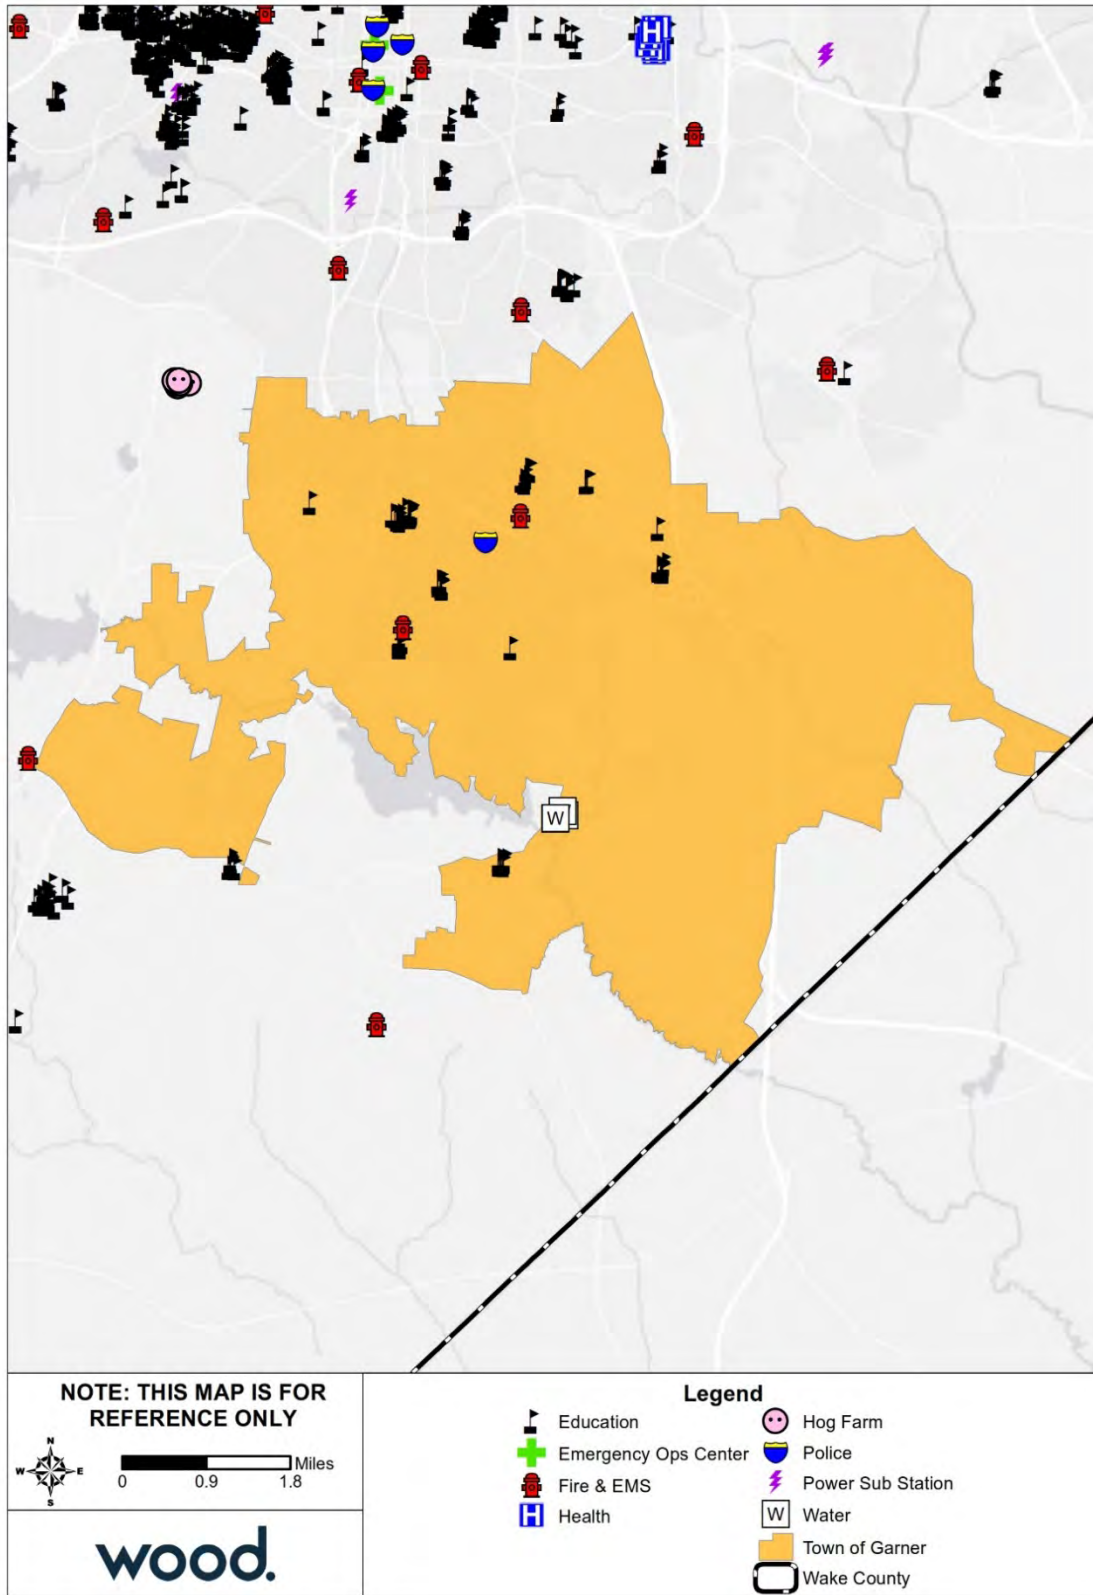 H
W
NOTE: THIS MAP IS FOR
REFERENCE ONLY
N
W E
S
Miles
0 0.9 1.8
wood.
Legend
Education
Emergency Ops Center
Fire & EMS
H Health
Hog Farm
Police
Power Sub Station
W Water
Town of Garner
Wake County